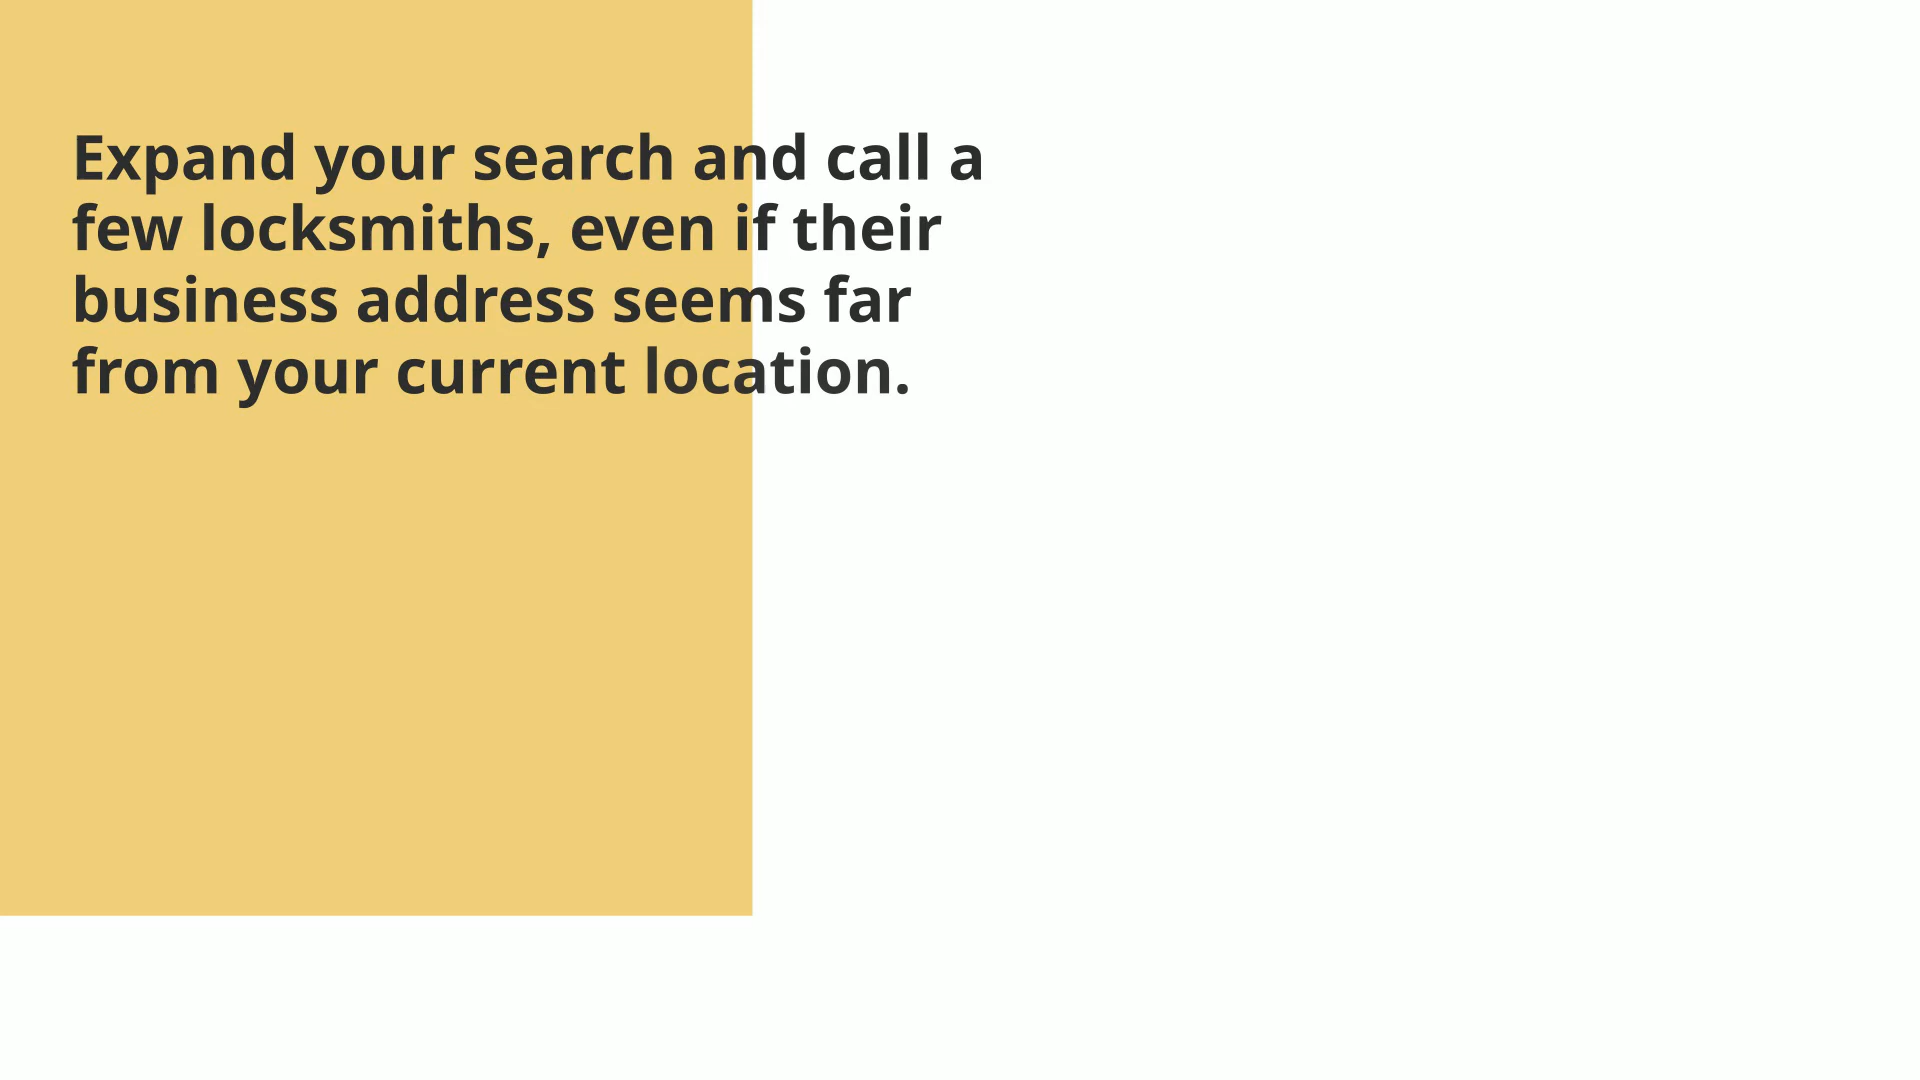 Expand your search and call a
few locksmiths, even if their
business address seems far
from your current location.